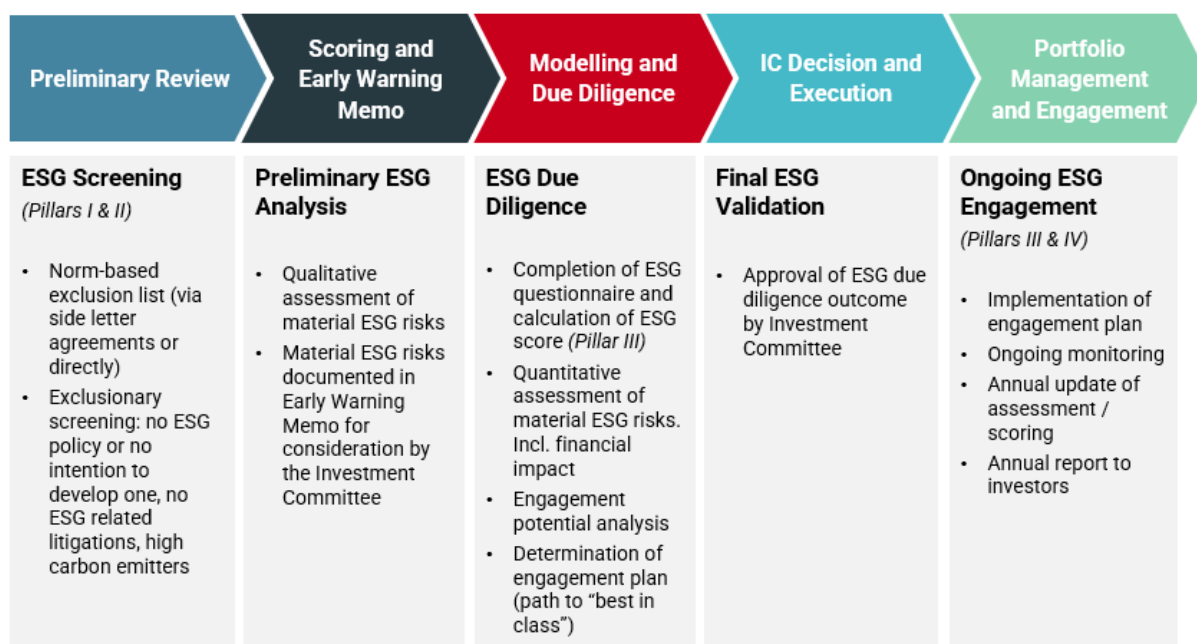 Preliminary Review
Scoring and
Early Warning
Memo
Modelling and
Due Diligence
IC Decision and
Execution
Portfolio
Management
and Engagement
ESG Screening
(Pillars I & II)
• Norm-based
exclusion list (via
side letter
agreements or
directly)
• Exclusionary
screening: no ESG
policy or no
intention to
develop one, no
ESG related
litigations, high
carbon emitters
Preliminary ESG
Analysis
• Qualitative
assessment of
material ESG risks
• Material ESG risks
documented in
Early Warning
Memo for
consideration by
the Investment
Committee
ESG Due
Diligence
• Completion of ESG
questionnaire and
calculation of ESG
score (Pillar III)
• Quantitative
assessment of
material ESG risks.
Incl. financial
impact
• Engagement
potential analysis
• Determination of
engagement plan
(path to “best in
class”)
Final ESG
Validation
• Approval of ESG due
diligence outcome
by Investment
Committee
Ongoing ESG
Engagement
(Pillars III & IV)
• Implementation of
engagement plan
• Ongoing monitoring
• Annual update of
assessment /
scoring
• Annual report to
investors